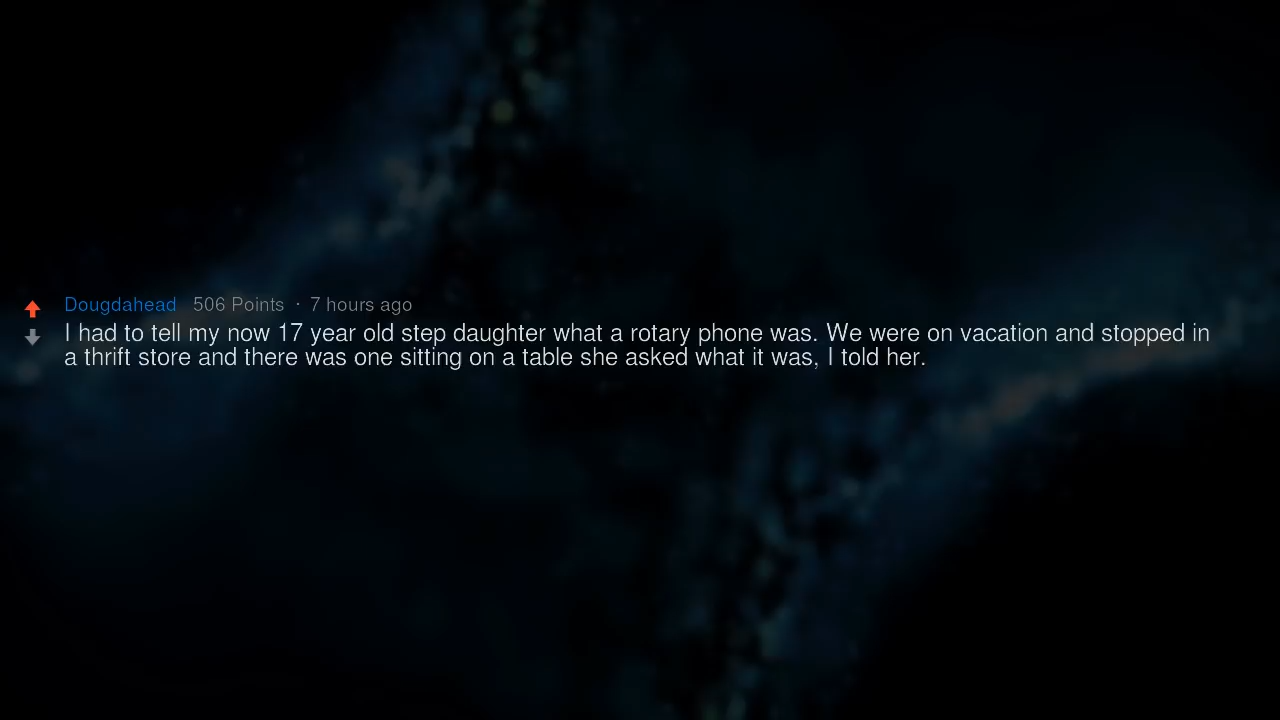 Dougdahead 506 Points · 7 hours ago
I had to tell my now 17 year old step daughter what a rotary phone was. We were on vacation and stopped in
a thrift store and there was one sitting on a table she asked what it was, I told her.